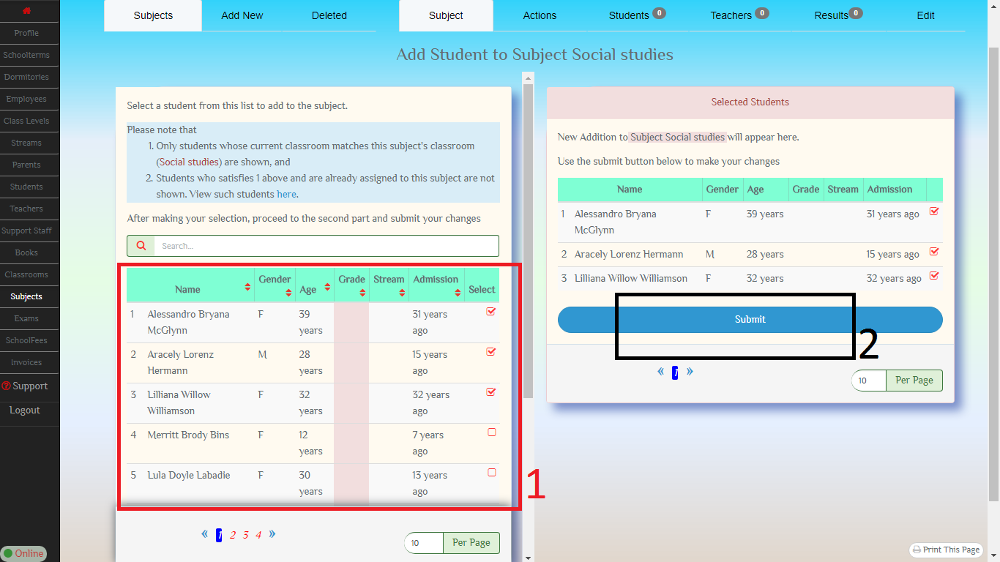 Subjects Add New Deleted Subject Actions Students 0 Teachers 0 Results 0 Edit
Profile
Schoolterms
Dormitories
Employees
Class Levels
Streams
Parents
Students
Teachers
Support Staff
Books
Classrooms
Subjects
Exams
SchoolFees
Invoices
Support
Logout
Online
Add Student to Subject Social studies
Select a student from this list to add to the subject.
Please note that
1. Only students whose current classroom matches this subject's classroom
(Social studies) are shown, and
2. Students who satisfies 1 above and are already assigned to this subject are not
shown. View such students here.
After making your selection, proceed to the second part and submit your changes
Search...
Name Gender Age Grade Stream Admission Select
1 Alessandro Bryana F 39 31 years
McGlynn years ago
2 Aracely Lorenz M 28 15 years
Hermann years ago
3 Lilliana Willow F 32 32 years
Williamson years ago
4 Merritt Brody Bins F 12 7 years
years ago
5 Lula Doyle Labadie F 30 13 years
years ago
1
« 1 2 3 4 »
10 Per Page
Selected Students
New Addition to Subject Social studies will appear here.
Use the submit button below to make your changes
Name Gender Age Grade Stream Admission
1 Alessandro Bryana F 39 years 31 years ago
McGlynn
2 Aracely Lorenz Hermann M 28 years 15 years ago
3 Lilliana Willow Williamson F 32 years 32 years ago
Submit
2
« 1 »
10 Per Page
Print This Page